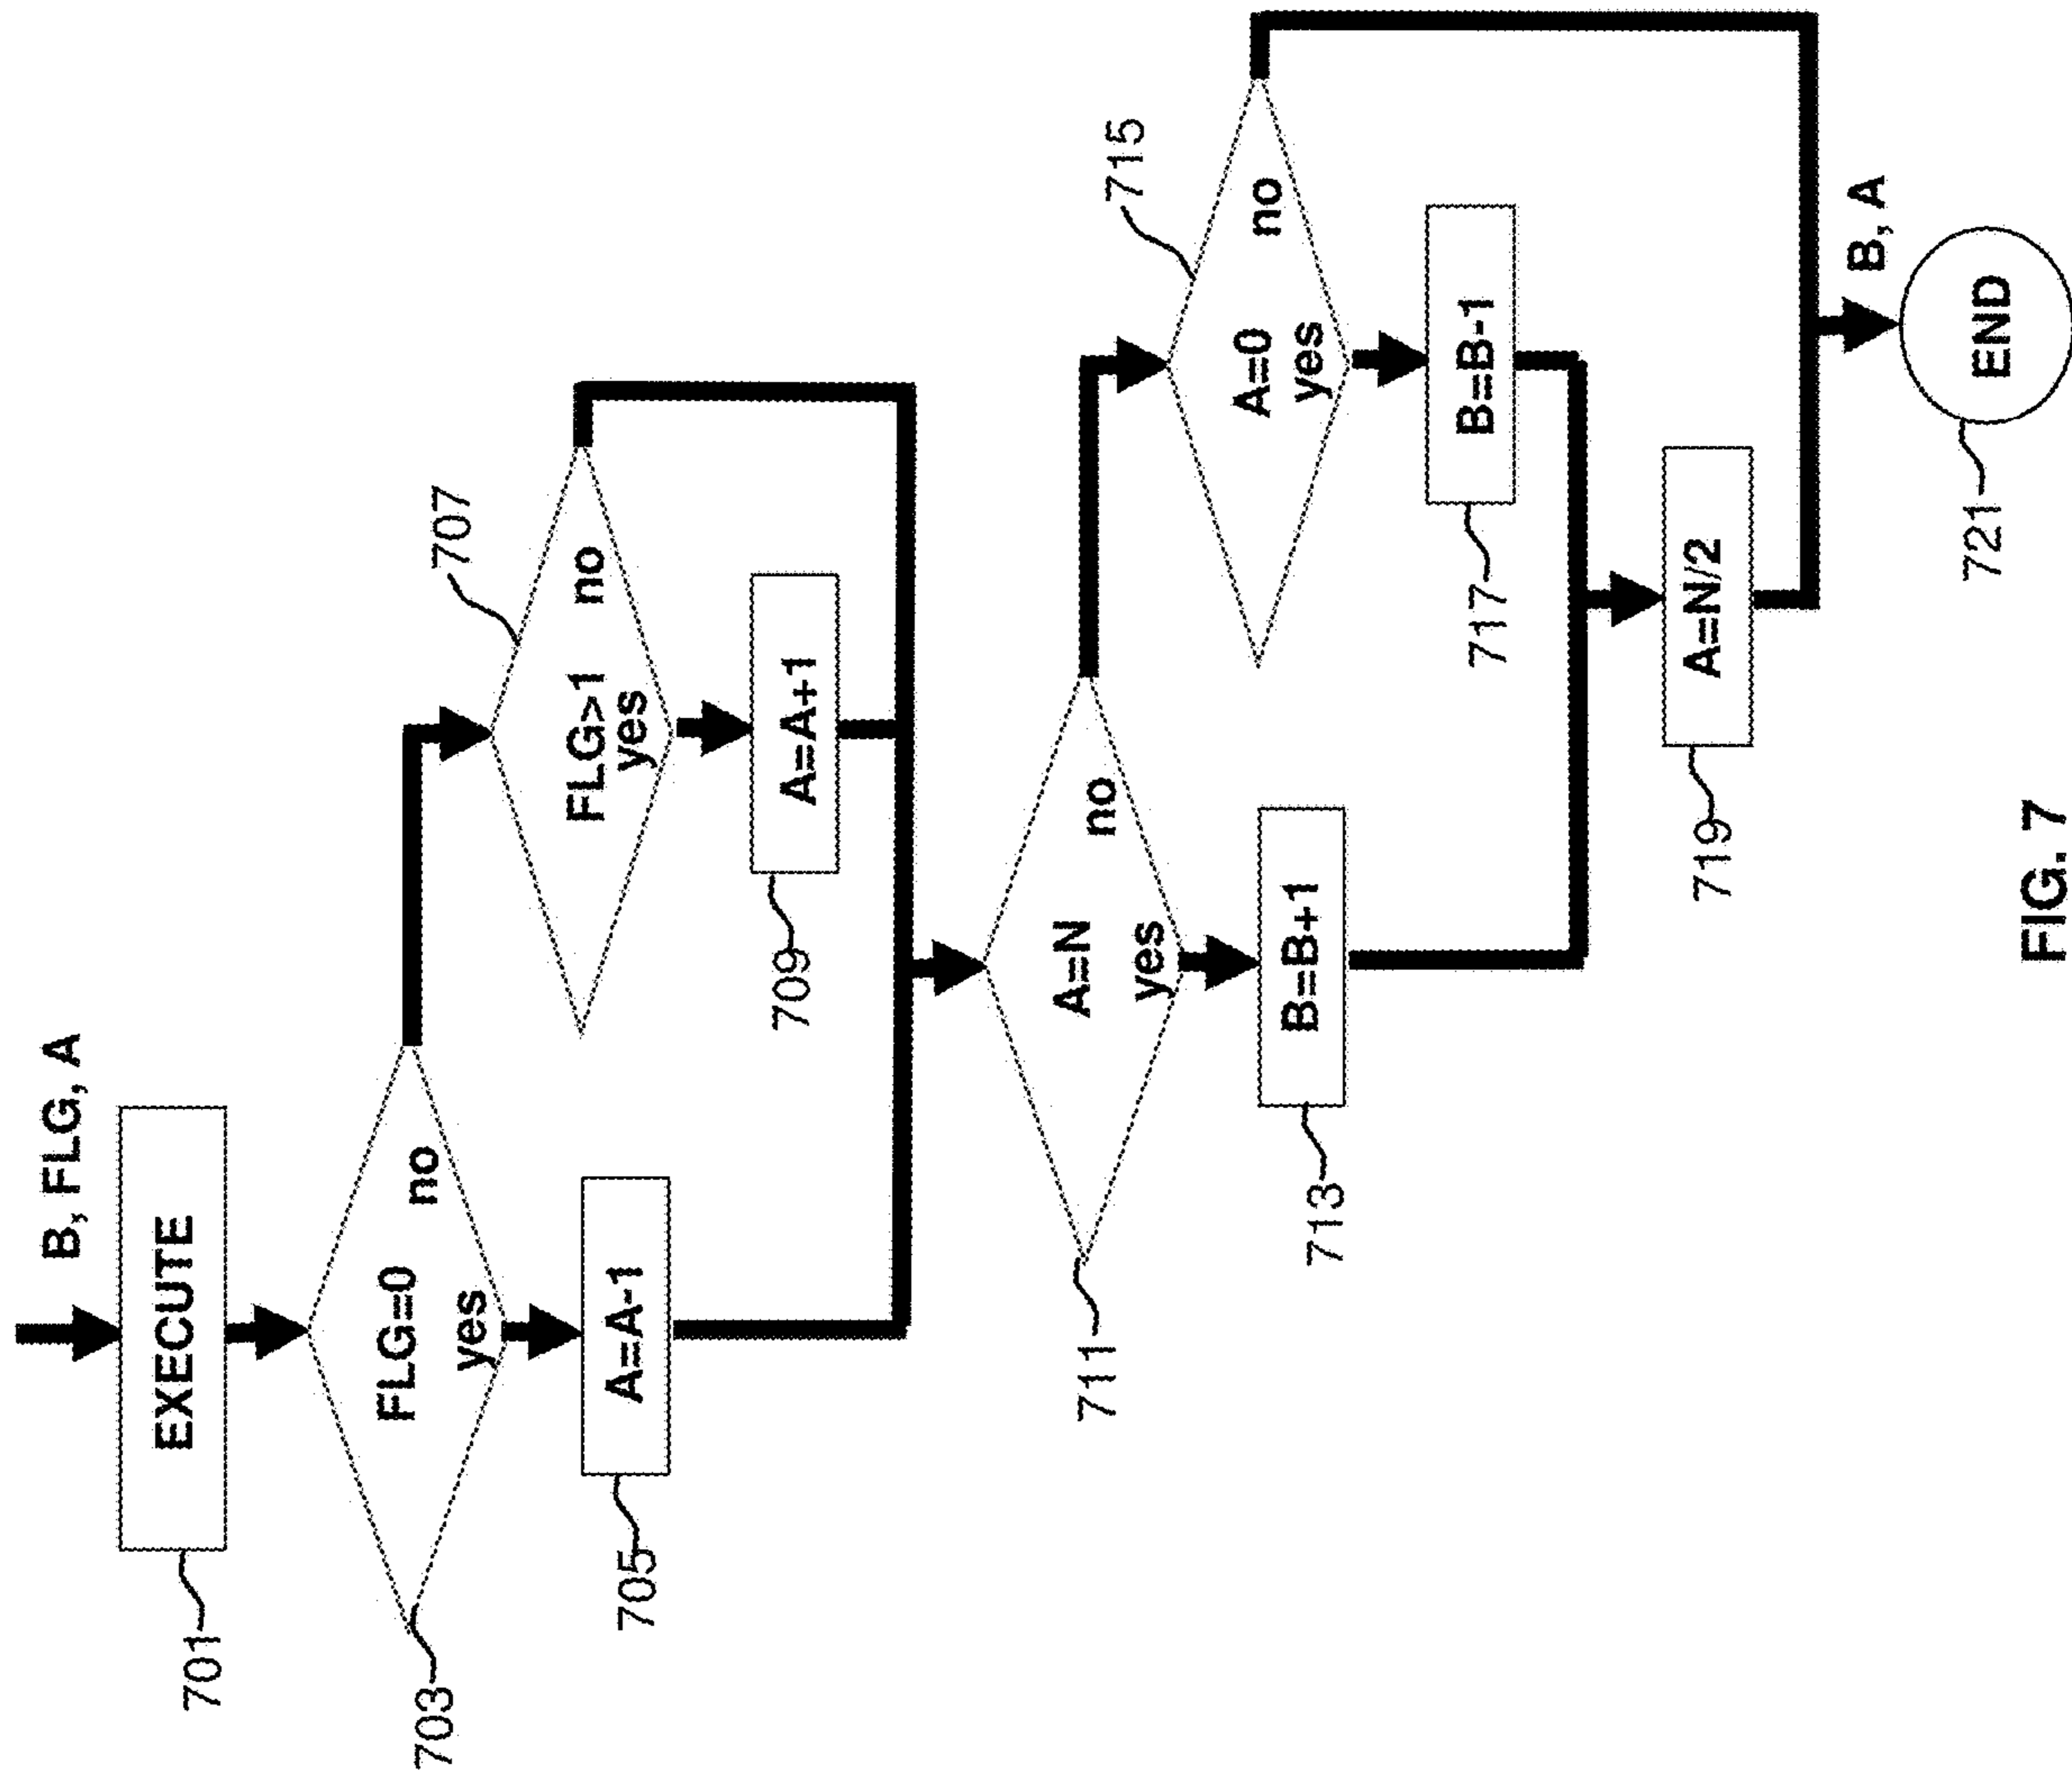 B, FLG, A
EXECUTE
701
FLG=0
no
yes
703
A=A-1
705
707
FLG>1
no
yes
A=A+1
709
A=N
no
yes
711
B=B+1
713
715
A=0
no
yes
B=B-1
717
A=N/2
719
B, A
END
721
FIG. 7